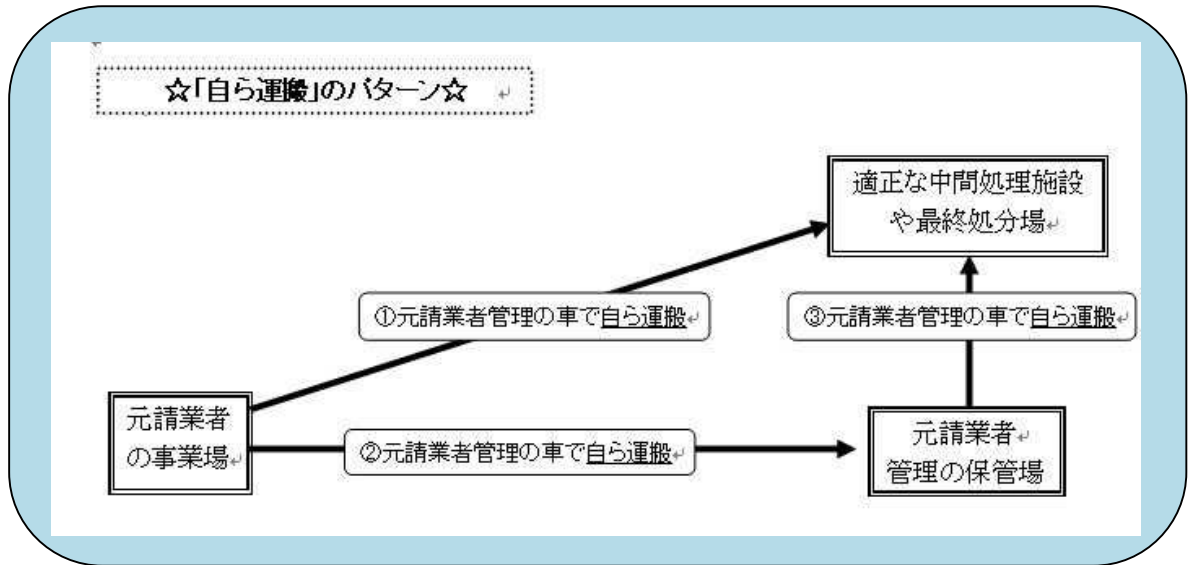 ☆「自ら運搬」のパターン☆
適正な中間処理施設
や最終処分場
①元請業者管理の車で自ら運搬
③元請業者管理の車で自ら運搬
元請業者
の事業場
②元請業者管理の車で自ら運搬
元請業者
管理の保管場